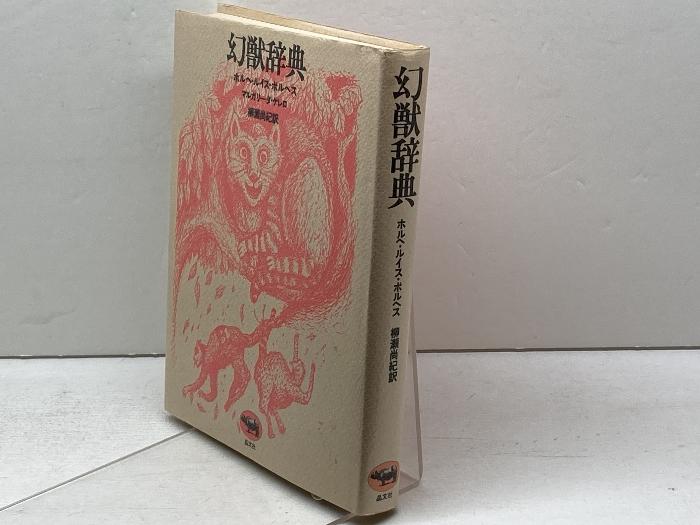 幻獣辞典
ホルヘ・ルイス・ボルヘス
マルガリータ・ゲレロ
柳瀬尚紀訳
晶文社
幻獣辞典
ホルヘ・ルイス・ボルヘス
柳瀬尚紀訳
晶文社